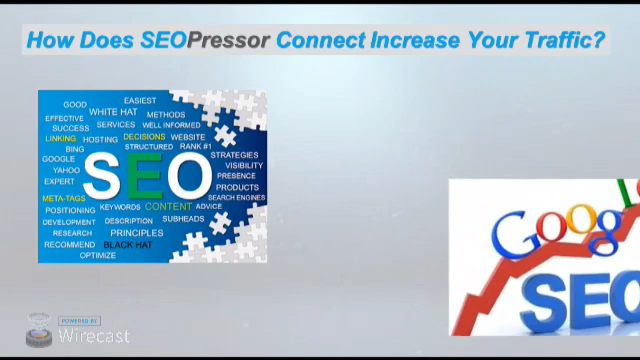 How Does SEOPressor Connect Increase Your Traffic?
GOOD
EASIEST
WHITE HAT
METHODS
EFFECTIVE
SERVICES
WELL INFORMED
SUCCESS
LINKING
HOSTING
DECISIONS
WEBSITE
BING
STRUCTURED
RANK #1
GOOGLE
STRATEGIES
YAHOO
VISIBILITY
EXPERT
SEO
PRESENCE
PRODUCTS
META-TAGS
SEARCH ENGINES
POSITIONING
KEYWORDS
CONTENT
ADVICE
DEVELOPMENT
DESCRIPTION
SUBHEADS
RESEARCH
PRINCIPLES
RECOMMEND
BLACK HAT
OPTIMIZE
Googl
SEO
POWERED BY
Wirecast